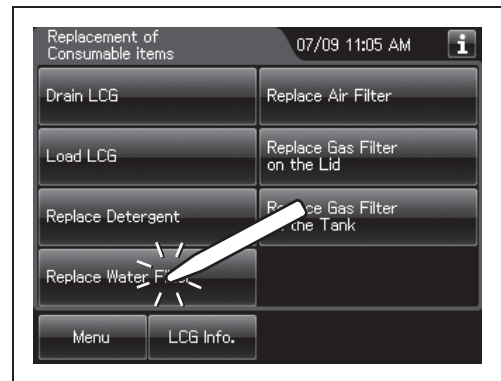 Replacement of
Consumable items
07/09 11:05 AM
i
Drain LCG
Replace Air Filter
Load LCG
Replace Gas Filter
on the Lid
Replace Detergent
Gas Filter
the Tank
Replace Water
Menu
LCG Info.